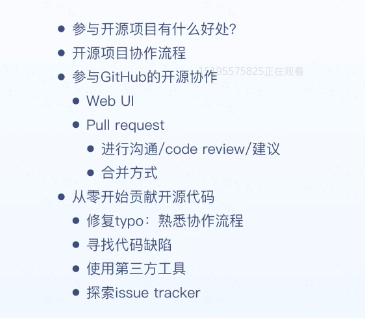 参与开源项目有什么好处?
开源项目协作流程
参与GitHub的开源协作
Web UI
Pull request
进行沟通/code review/建议
合并方式
从零开始贡献开源代码
修复typo：熟悉协作流程
寻找代码缺陷
使用第三方工具
探索issue tracker